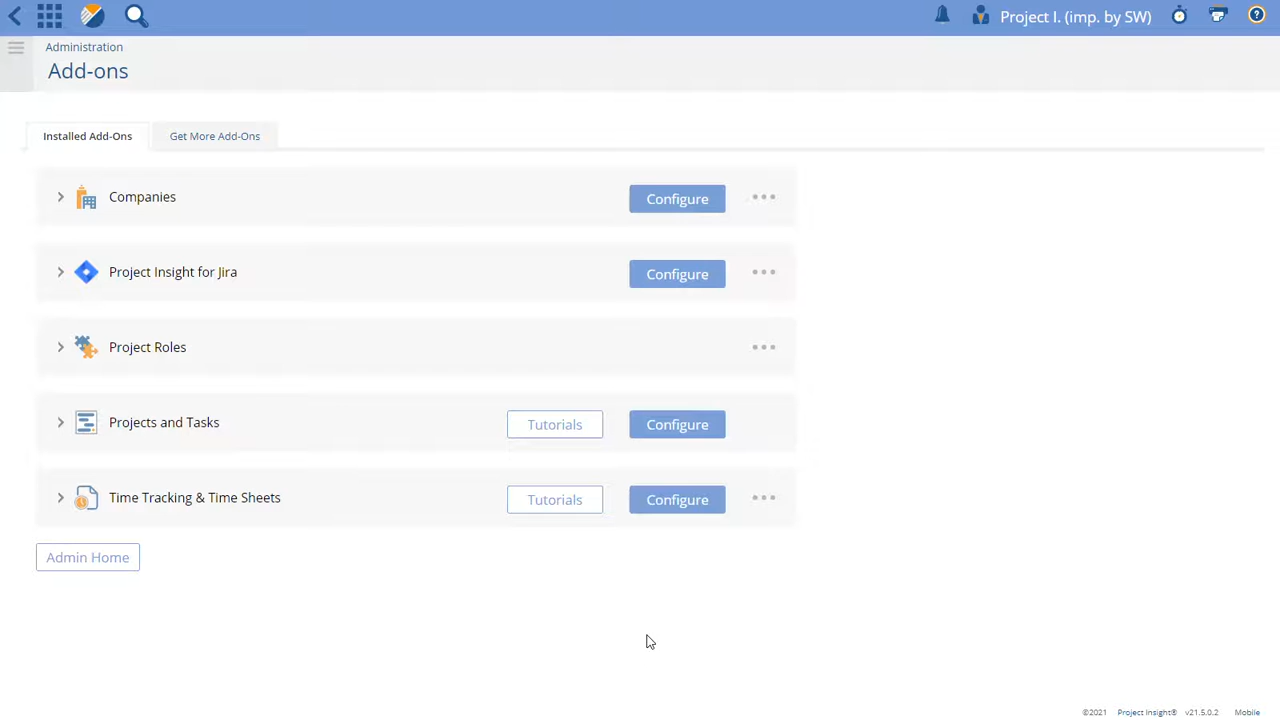 Project I. (imp. by SW)
?
Administration
Add-ons
Installed Add-Ons
Get More Add-Ons
Companies
Configure
Project Insight for Jira
Configure
Project Roles
Projects and Tasks
Tutorials
Configure
Time Tracking & Time Sheets
Tutorials
Configure
Admin Home
©2021 Project Insight® v21.5.0.2 Mobile